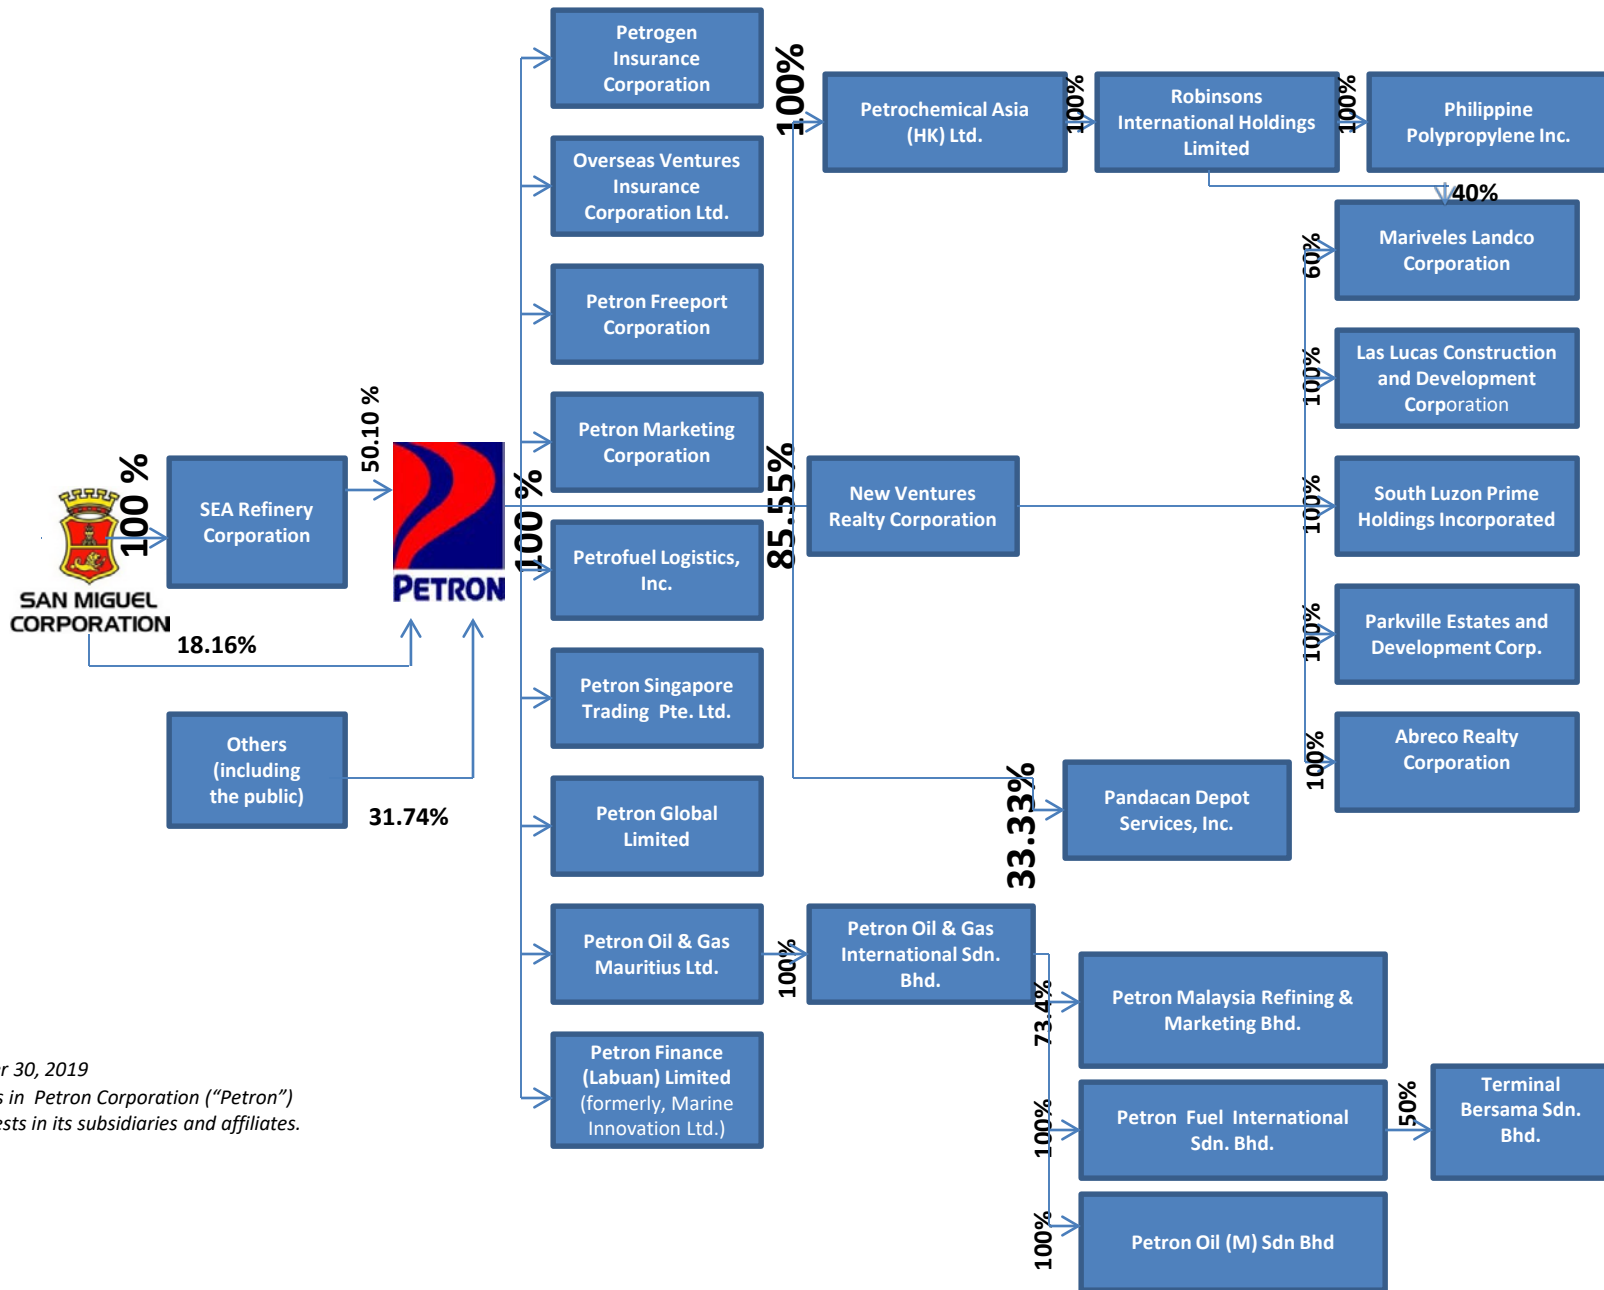 SAN MIGUEL
CORPORATION
100 %
SEA Refinery
Corporation
50.10 %
PETRON
18.16%
Others
(including
the public)
31.74%
100 %
Petrogen
Insurance
Corporation
Overseas Ventures
Insurance
Corporation Ltd.
Petron Freeport
Corporation
Petron Marketing
Corporation
Petrofuel Logistics,
Inc.
Petron Singapore
Trading Pte. Ltd.
Petron Global
Limited
Petron Oil & Gas
Mauritius Ltd.
Petron Finance
(Labuan) Limited
(formerly, Marine
Innovation Ltd.)
100%
Petrochemical Asia
(HK) Ltd.
100%
Robinsons
International Holdings
Limited
100%
Philippine
Polypropylene Inc.
40%
85.55%
New Ventures
Realty Corporation
60%
Mariveles Landco
Corporation
100%
Las Lucas Construction
and Development
Corporation
100%
South Luzon Prime
Holdings Incorporated
100%
Parkville Estates and
Development Corp.
100%
Abreco Realty
Corporation
33.33%
Pandacan Depot
Services, Inc.
100%
Petron Oil & Gas
International Sdn.
Bhd.
73.4%
Petron Malaysia Refining &
Marketing Bhd.
100%
Petron Fuel International
Sdn. Bhd.
50%
Terminal
Bersama Sdn.
Bhd.
100%
Petron Oil (M) Sdn Bhd
30, 2019
in Petron Corporation (“Petron”)
in its subsidiaries and affiliates.